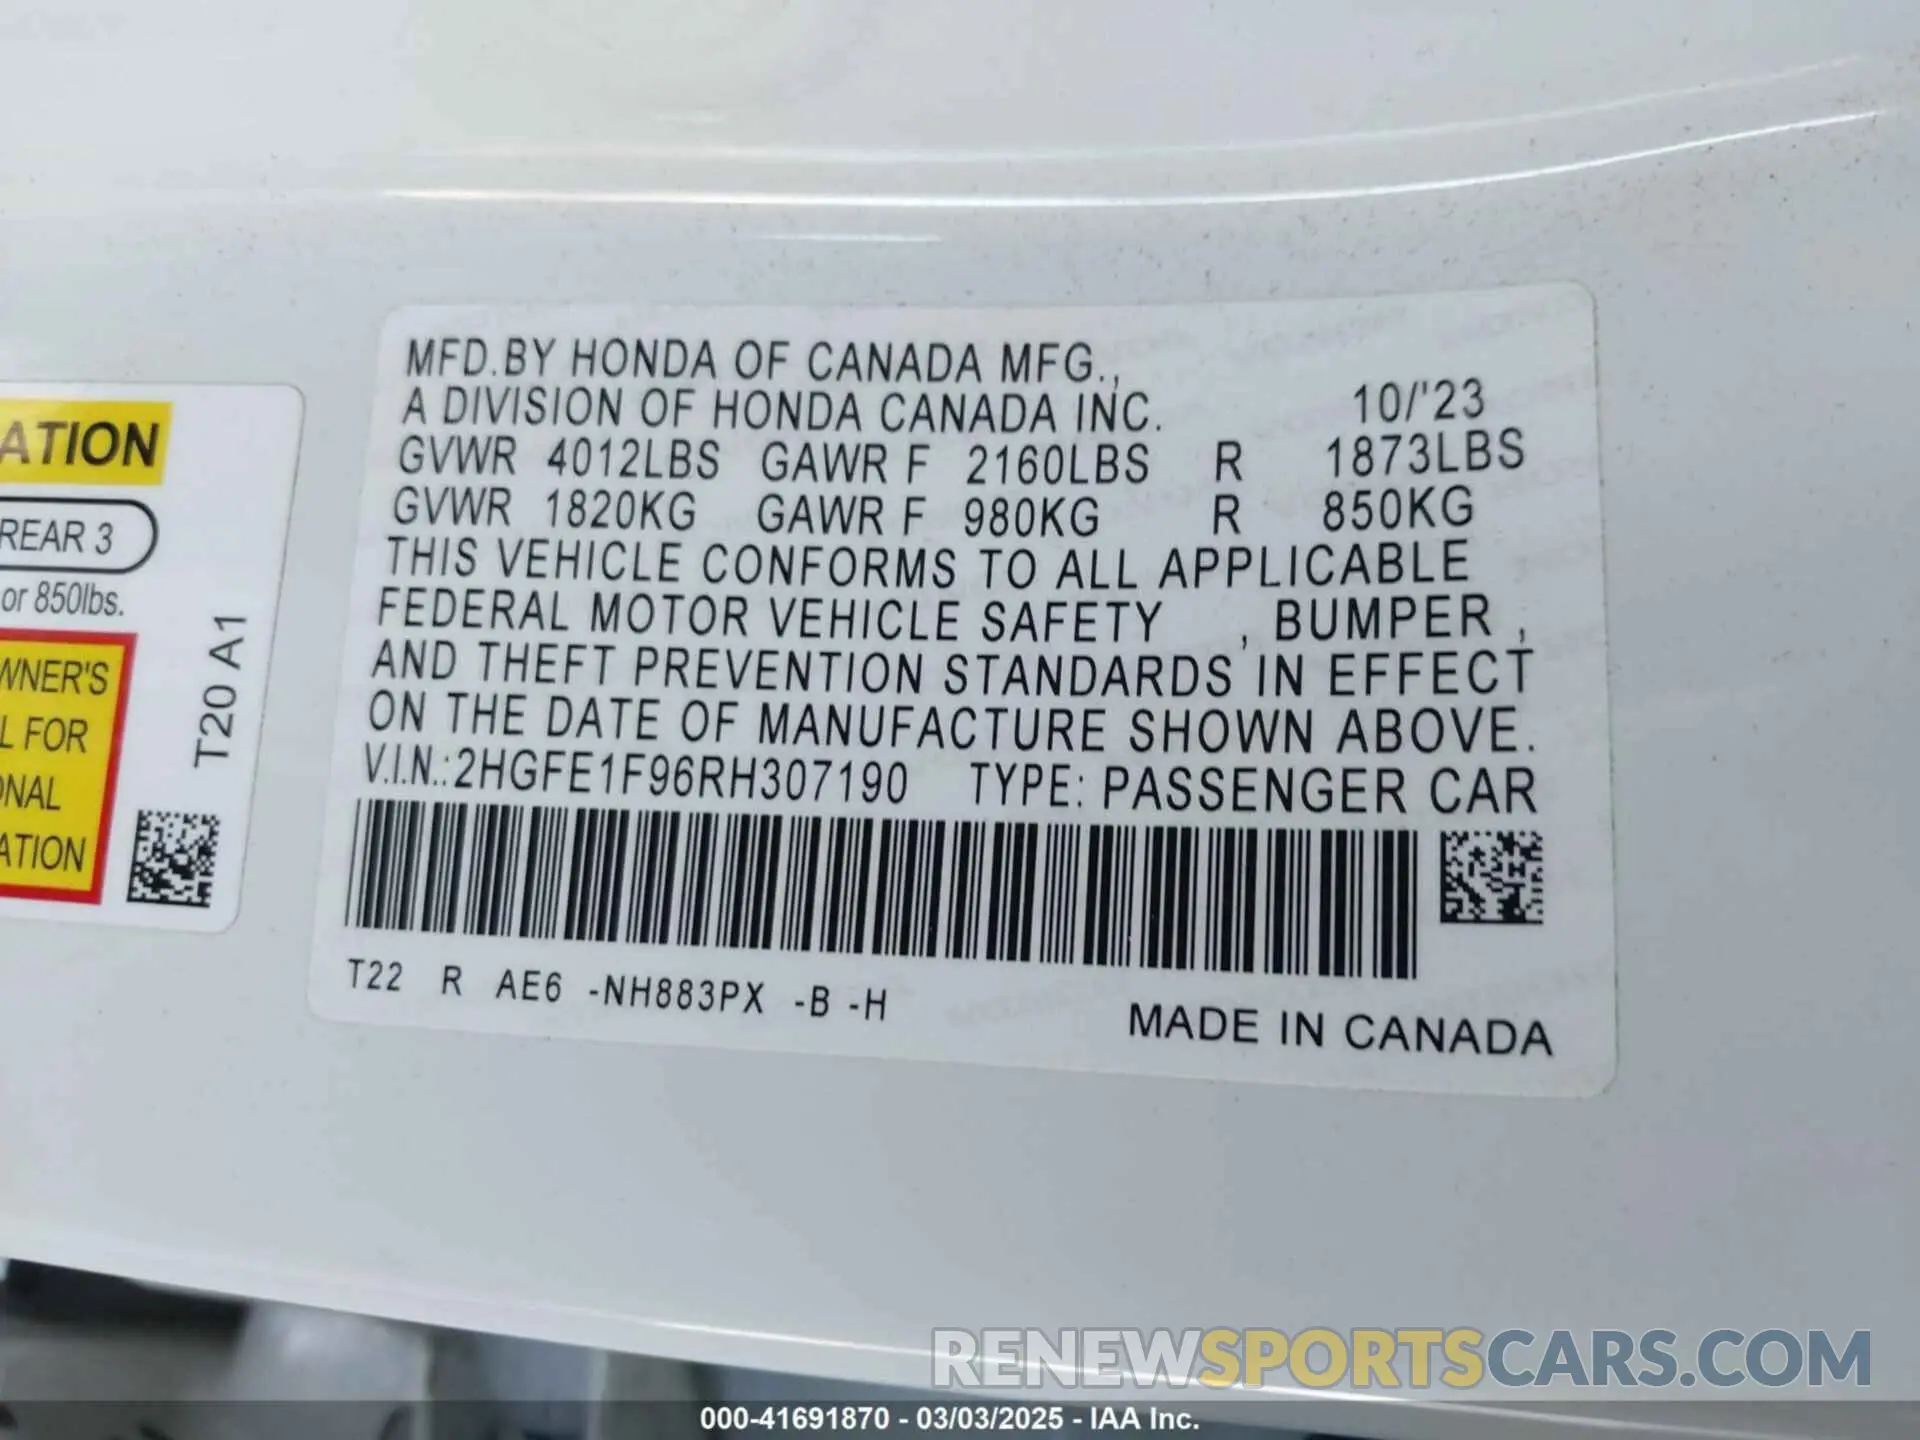 ATION
REAR 3
or 850lbs.
WNER'S
L FOR
ONAL
ATION
T20 A1
MFD.BY HONDA OF CANADA MFG.,
A DIVISION OF HONDA CANADA INC. 10/'23
GVWR 4012LBS GAWR F 2160LBS R 1873LBS
GVWR 1820KG GAWR F 980KG R 850KG
THIS VEHICLE CONFORMS TO ALL APPLICABLE
FEDERAL MOTOR VEHICLE SAFETY , BUMPER ,
AND THEFT PREVENTION STANDARDS IN EFFECT
ON THE DATE OF MANUFACTURE SHOWN ABOVE.
V.I.N.:2HGFE1F96RH307190 TYPE: PASSENGER CAR
T22 R AE6 -NH883PX -B -H
MADE IN CANADA
RENEWSPORTSCARS.COM
000-41691870 - 03/03/2025 - IAA Inc.